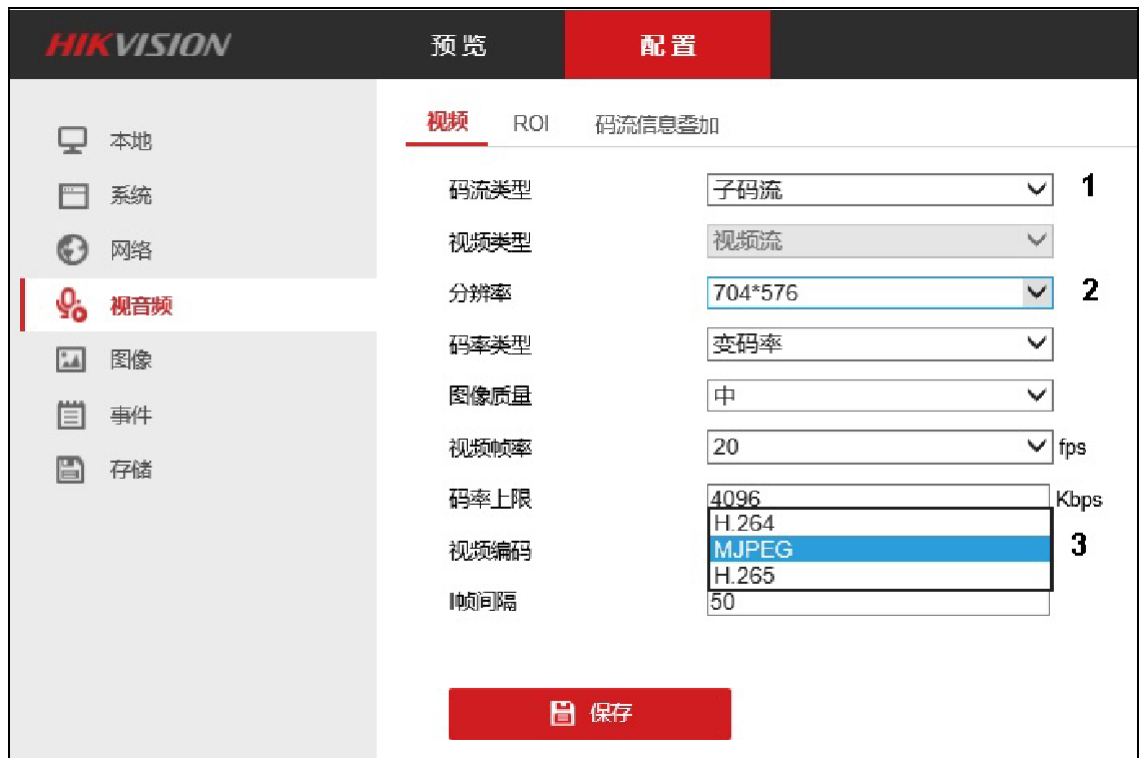 HIKVISION 预览 配置
视频 ROI 码流信息叠加
本地
系统
网络
视音频
图像
事件
存储
码流类型 子码流 1
视频类型 视频流
分辨率 704*576 2
码率类型 变码率
图像质量 中
视频帧率 20 fps
码率上限 4096 Kbps
H.264
视频编码 MJPEG 3
H.265
I帧间隔 50
保存